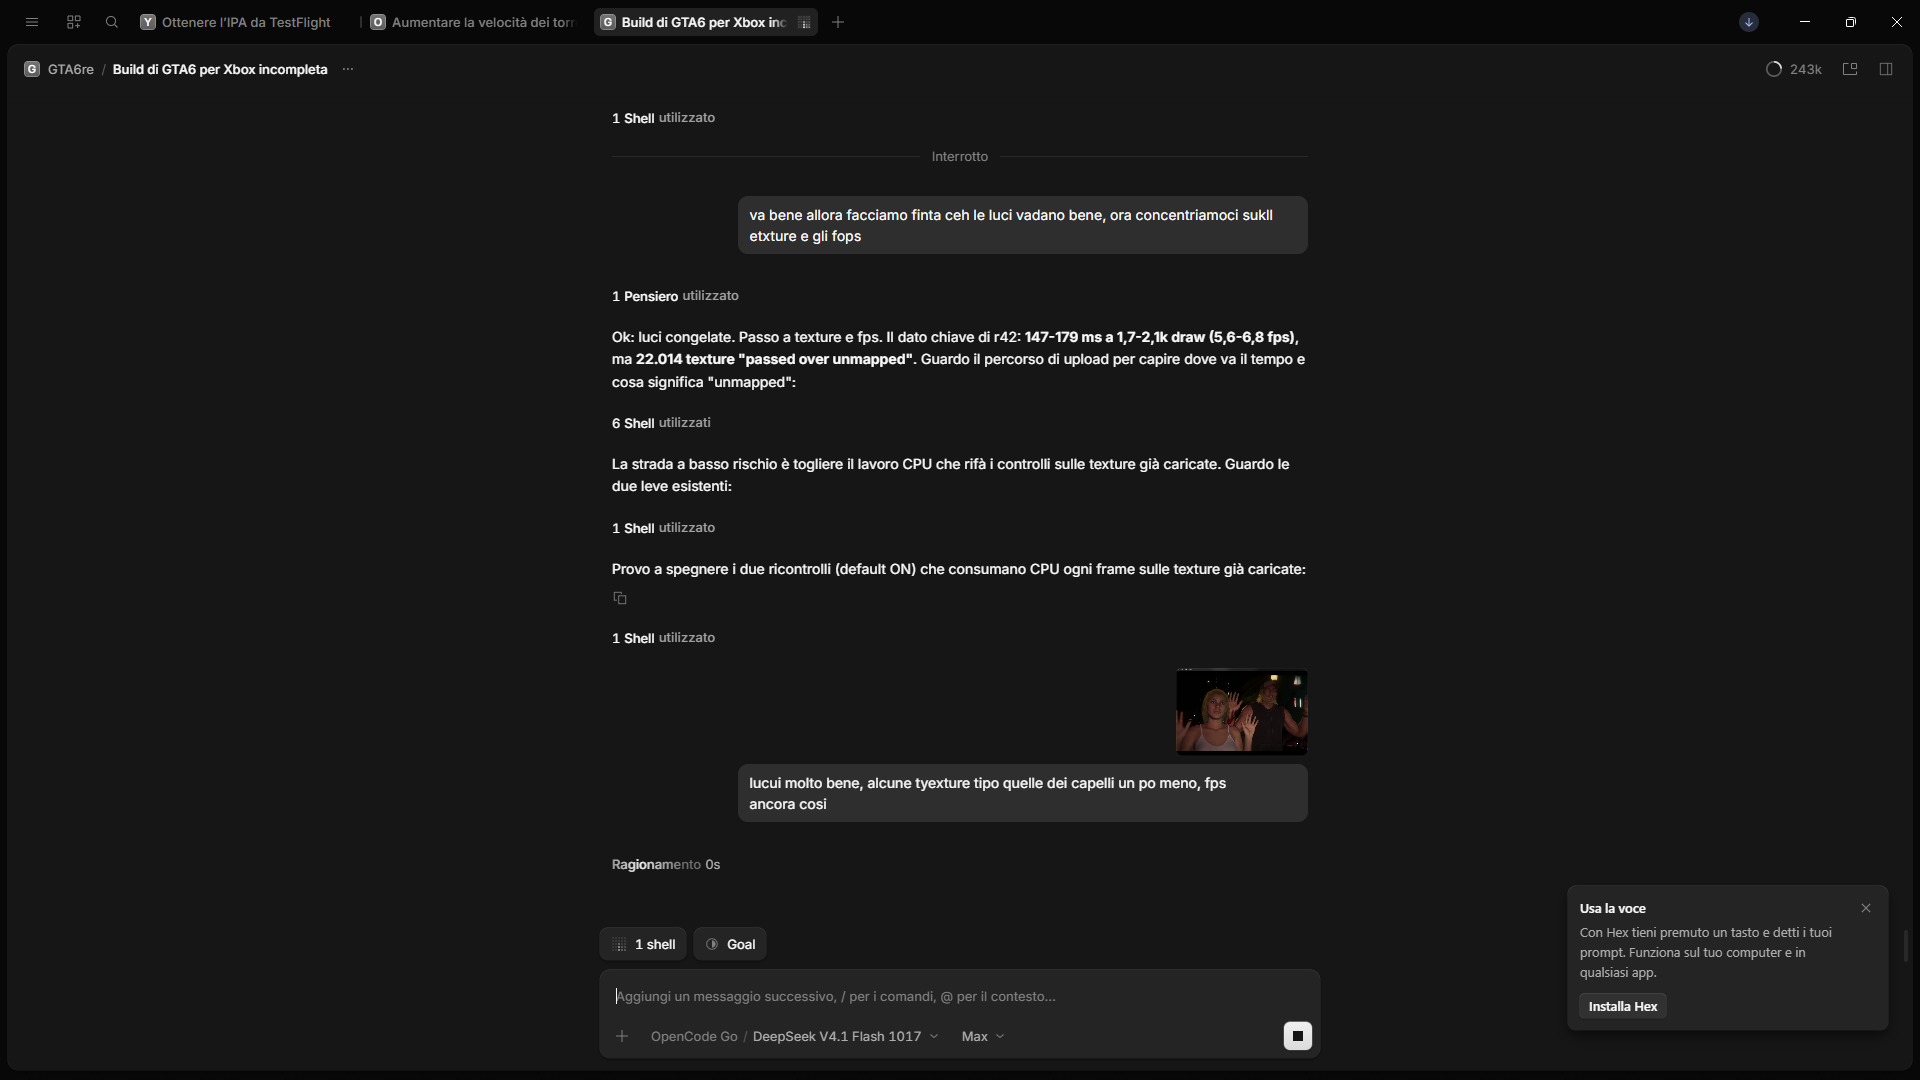 Y Ottenere l'IPA da TestFlight
O Aumentare la velocità dei torr
G Build di GTA6 per Xbox inc
G GTA6re / Build di GTA6 per Xbox incompleta ...
243k
1 Shell utilizzato
Interrotto
va bene allora facciamo finta ceh le luci vadano bene, ora concentriamoci sukll
etxture e gli fops
1 Pensiero utilizzato
Ok: luci congelate. Passo a texture e fps. Il dato chiave di r42: 147-179 ms a 1,7-2,1k draw (5,6-6,8 fps),
ma 22.014 texture "passed over unmapped". Guardo il percorso di upload per capire dove va il tempo e
cosa significa "unmapped":
6 Shell utilizzati
La strada a basso rischio è togliere il lavoro CPU che rifà i controlli sulle texture già caricate. Guardo le
due leve esistenti:
1 Shell utilizzato
Provo a spegnere i due ricontrolli (default ON) che consumano CPU ogni frame sulle texture già caricate:
1 Shell utilizzato
lucui molto bene, alcune tyexture tipo quelle dei capelli un po meno, fps
ancora cosi
Ragionamento 0s
1 shell
Goal
Aggiungi un messaggio successivo, / per i comandi, @ per il contesto...
OpenCode Go / DeepSeek V4.1 Flash 1017
Max
Usa la voce
Con Hex tieni premuto un tasto e detti i tuoi
prompt. Funziona sul tuo computer e in
qualsiasi app.
Installa Hex